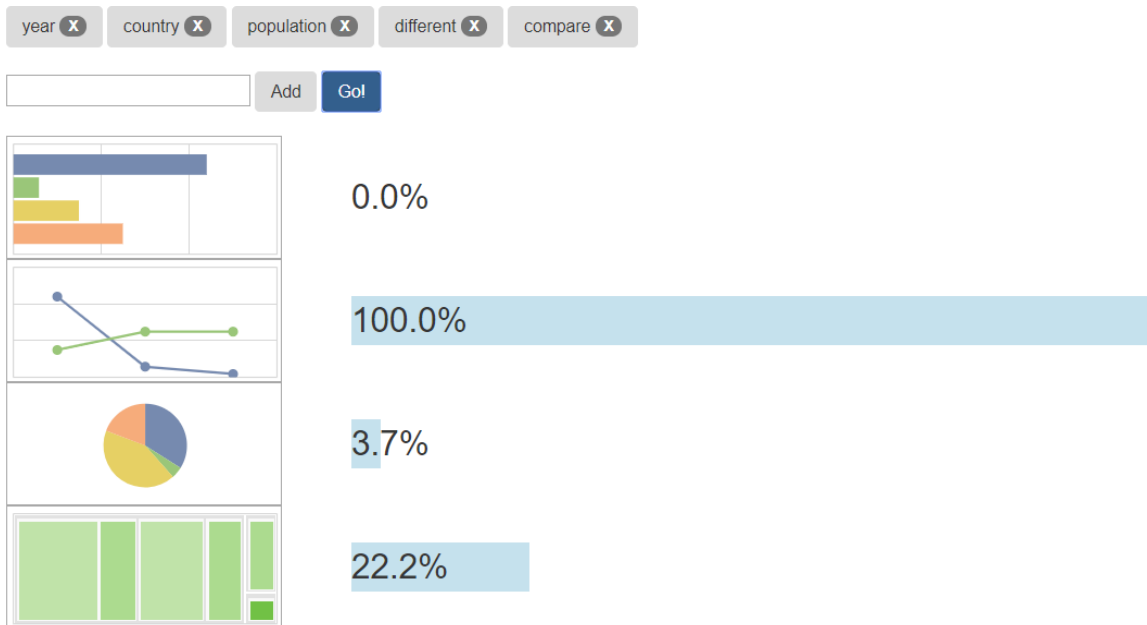 year X country X population X different X compare X
Add Go!
0.0%
100.0%
3.7%
22.2%